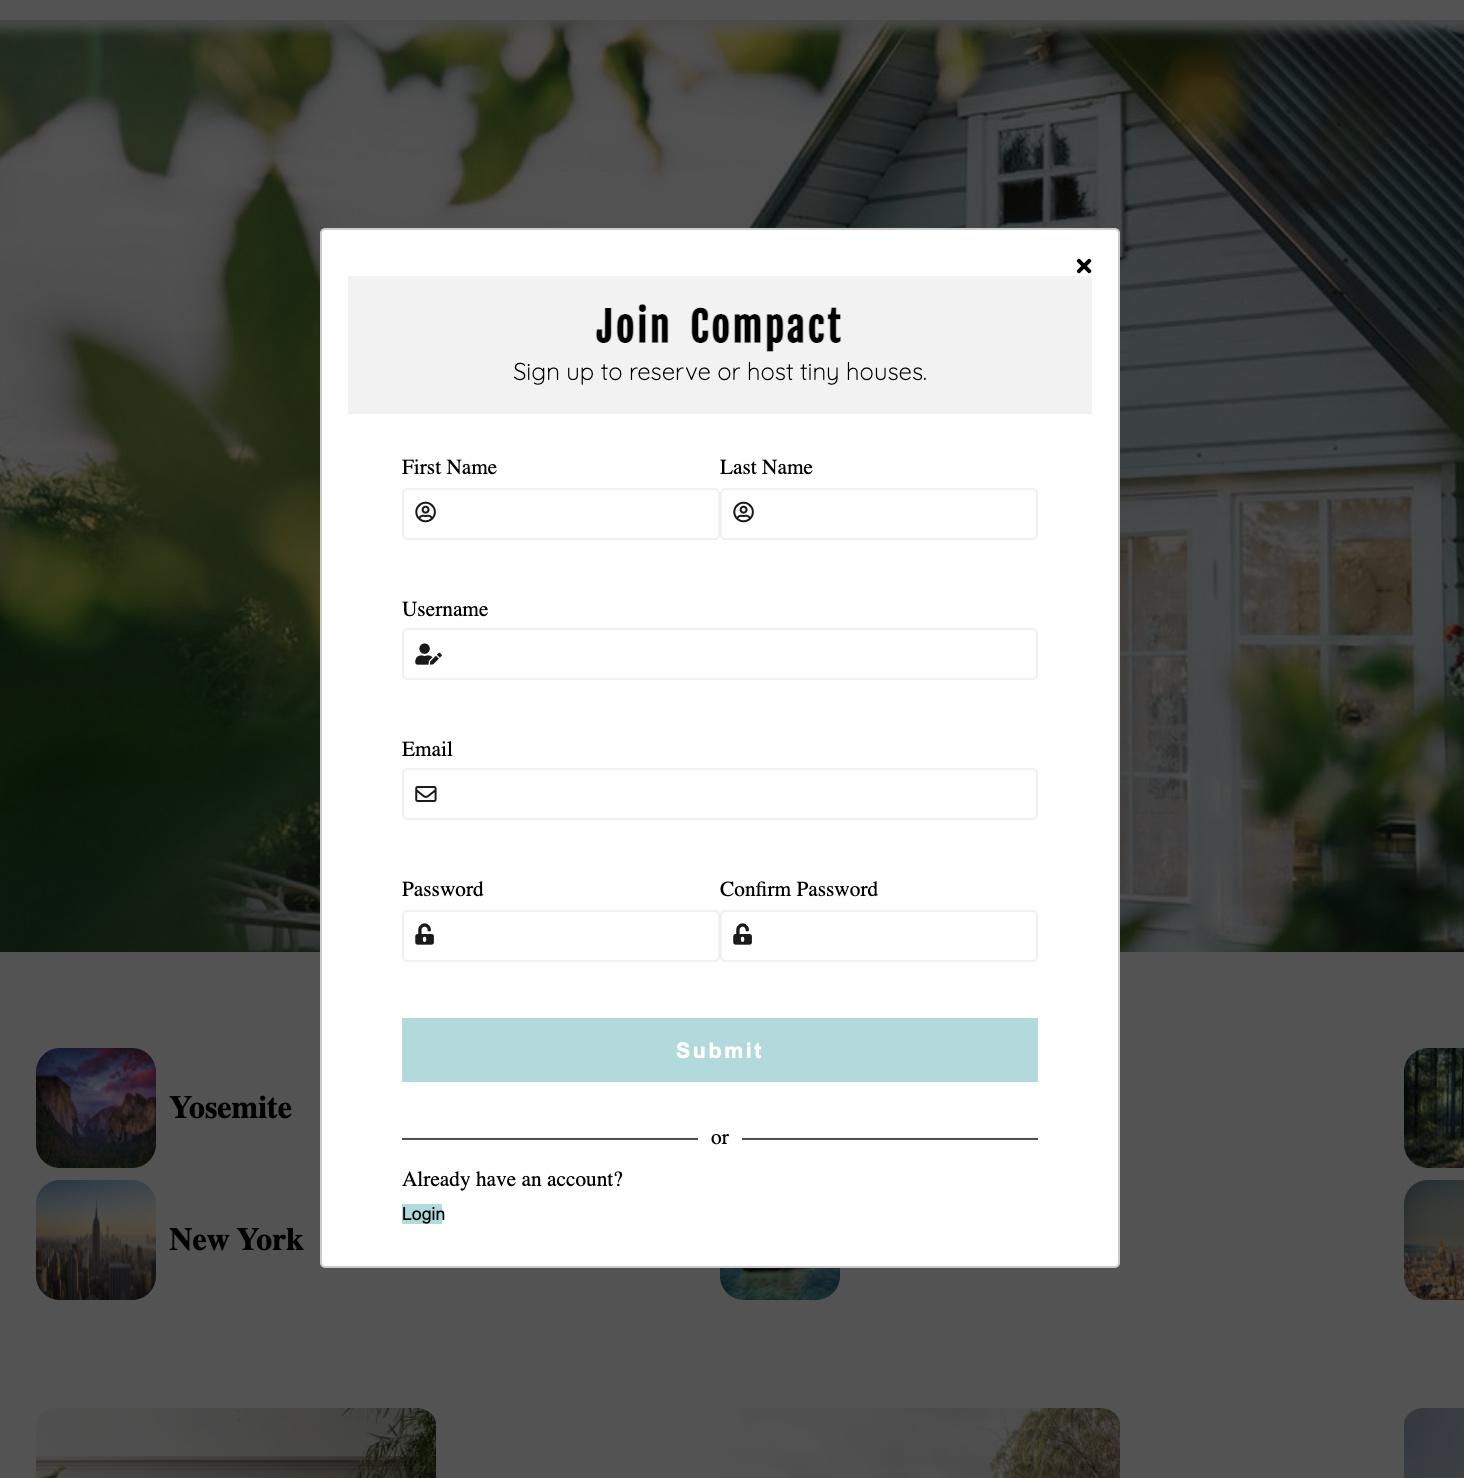 Join Compact
Sign up to reserve or host tiny houses.
First Name
Last Name
Username
Email
Password
Confirm Password
Submit
or
Already have an account?
Login
Yosemite
New York